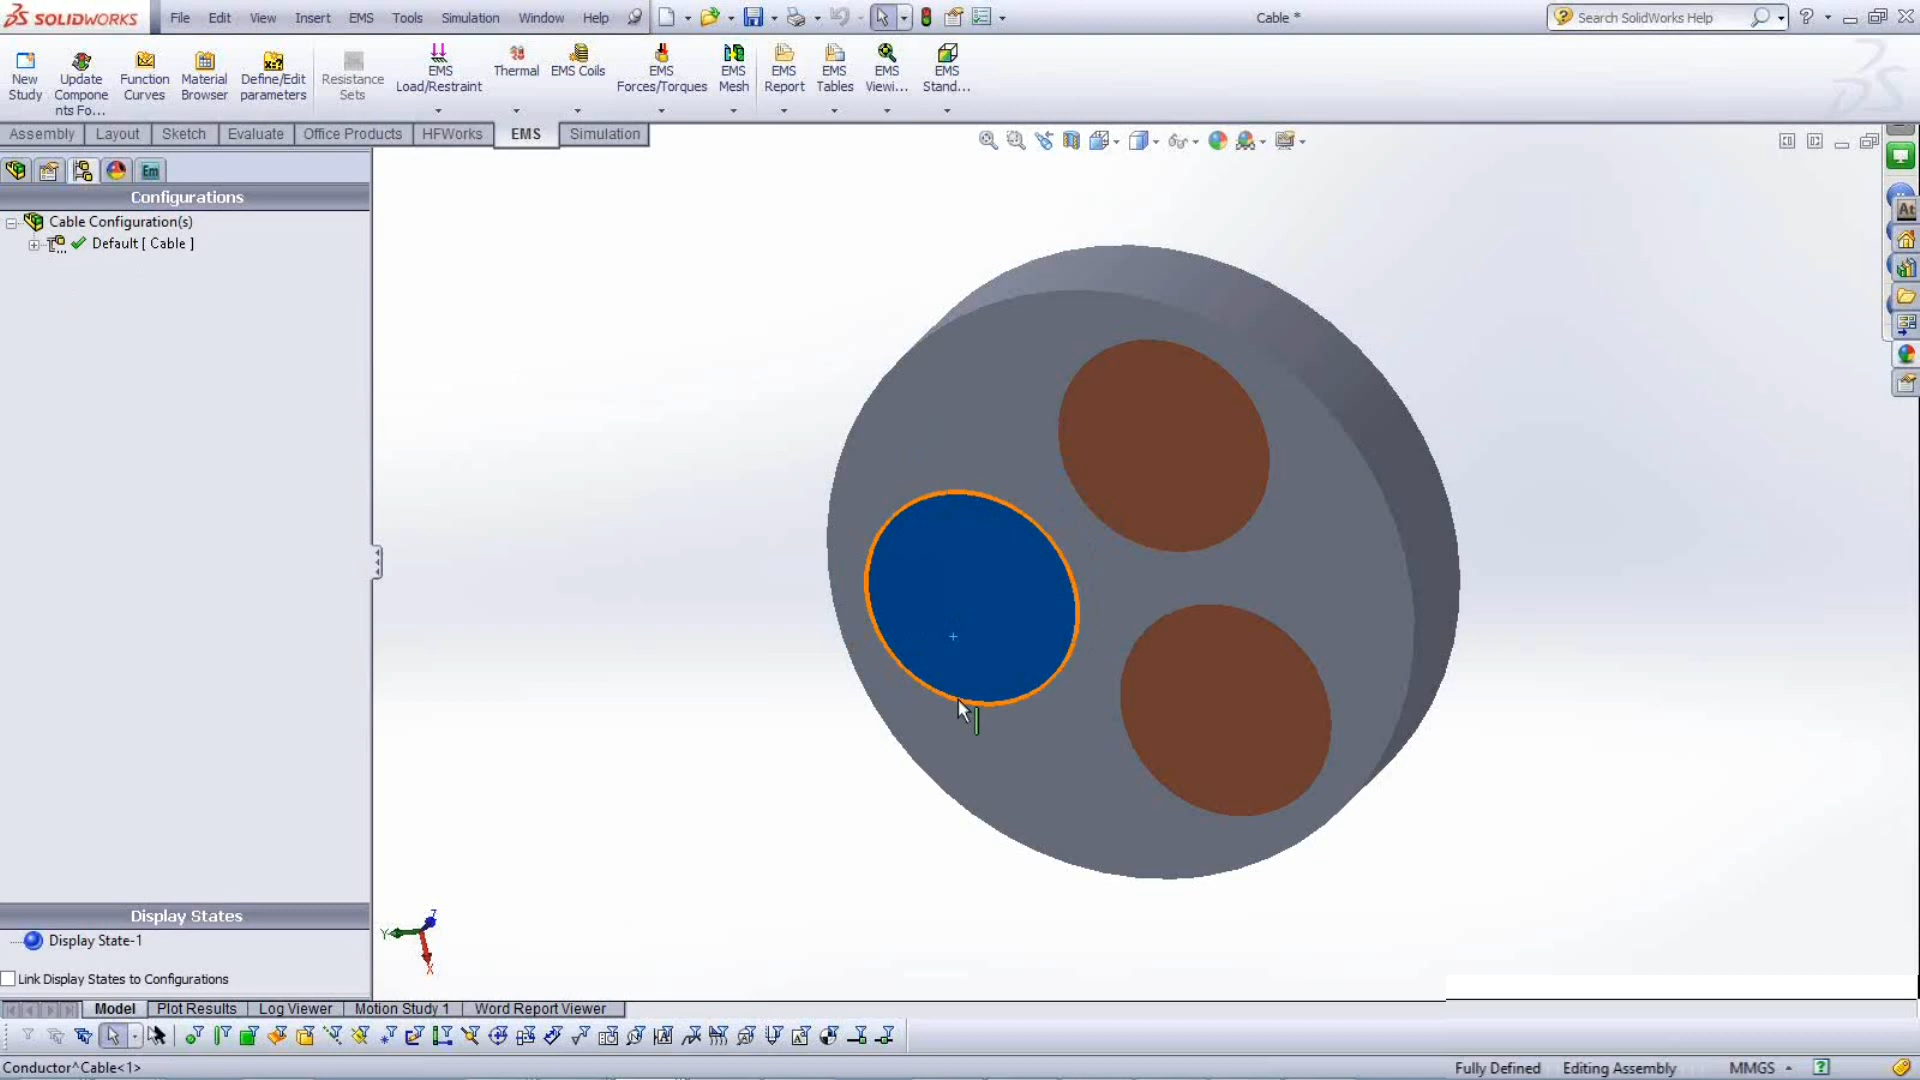 SOLIDWORKS File Edit View Insert EMS Tools Simulation Window Help Cable * Search SolidWorks Help
New Study
Update Compone nts Fo...
Function Curves
Material Browser
Define/Edit parameters
Resistance Sets
EMS Load/Restraint
Thermal
EMS Coils
EMS Forces/Torques
EMS Mesh
EMS Report
EMS Tables
EMS Viewi...
EMS Stand...
Assembly Layout Sketch Evaluate Office Products HFWorks EMS Simulation
Em
Configurations
At
Cable Configuration(s)
Default [ Cable ]
Z
Y
X
Display States
Display State-1
Link Display States to Configurations
Model Plot Results Log Viewer Motion Study 1 Word Report Viewer
Conductor^Cable<1> Fully Defined Editing Assembly MMGS